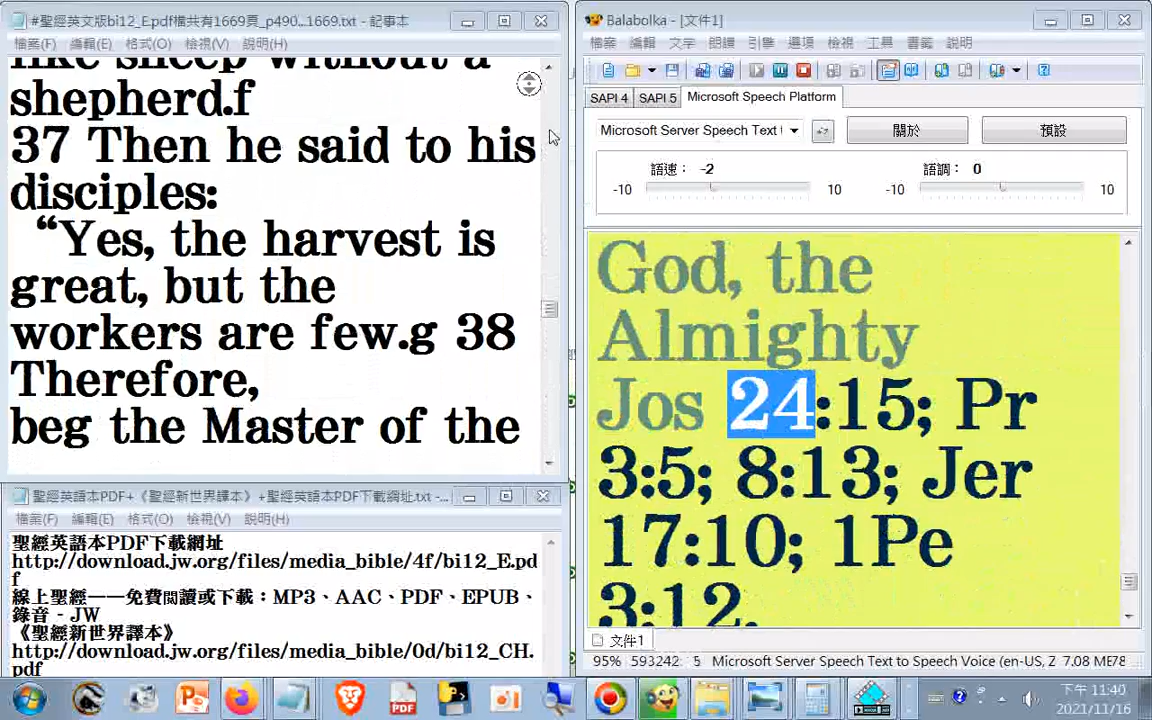 #聖經英文版bi12_E.pdf檔共有1669頁_p490...1669.txt - 記事本
檔案(F) 編輯(E) 格式(O) 檢視(V) 說明(H)
like sheep without a
shepherd.f
37 Then he said to his
disciples:
“Yes, the harvest is
great, but the
workers are few.g 38
Therefore,
beg the Master of the
聖經英語本PDF+《聖經新世界譯本》+聖經英語本PDF下載網址.txt -...
檔案(F) 編輯(E) 格式(O) 檢視(V) 說明(H)
聖經英語本PDF下載網址
http://download.jw.org/files/media_bible/4f/bi12_E.pd
f
線上聖經——免費閱讀或下載：MP3、AAC、PDF、EPUB、
錄音 - JW
《聖經新世界譯本》
http://download.jw.org/files/media_bible/0d/bi12_CH.
pdf
Balabolka - [文件1]
檔案 編輯 文字 朗讀 引擎 選項 檢視 工具 書籤 說明
SAPI 4 SAPI 5 Microsoft Speech Platform
Microsoft Server Speech Text 關於 預設
語速： -2 語調： 0
-10 10 -10 10
God, the
Almighty
Jos 24:15; Pr
3:5; 8:13; Jer
17:10; 1Pe
3:12.
文件1
95% 593242: 5 Microsoft Server Speech Text to Speech Voice (en-US, Z 7.08 ME78
下午 11:40
2021/11/16